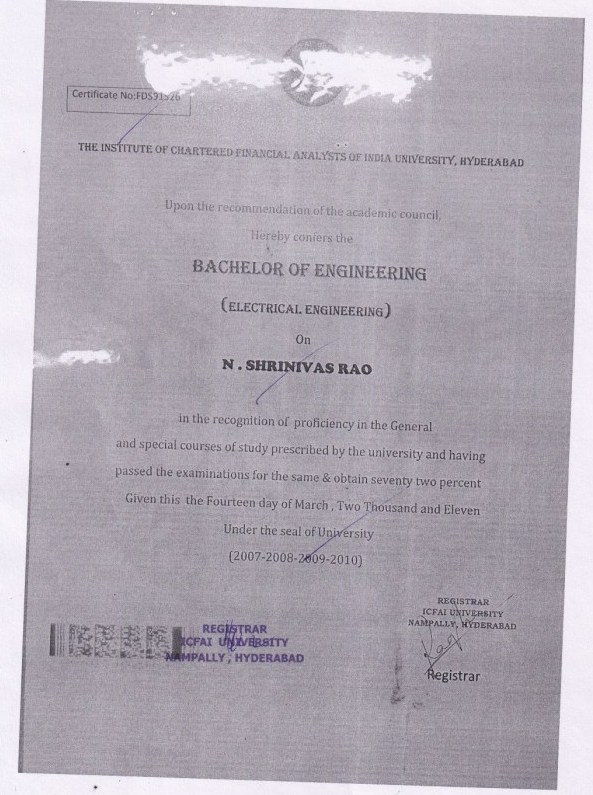 Certificate No:FDS91526
THE INSTITUTE OF CHARTERED FINANCIAL ANALYSTS OF INDIA UNIVERSITY, HYDERABAD
Upon the recommendation of the academic council,
Hereby confers the
BACHELOR OF ENGINEERING
(ELECTRICAL ENGINEERING)
On
N . SHRINIVAS RAO
in the recognition of proficiency in the General
and special courses of study prescribed by the university and having
passed the examinations for the same & obtain seventy two percent
Given this the Fourteen day of March , Two Thousand and Eleven
Under the seal of University
(2007-2008-2009-2010)
REGISTRAR
ICFAI UNIVERSITY
NAMPALLY, HYDERABAD
Registrar
REGISTRAR
ICFAI UNIVERSITY
NAMPALLY , HYDERABAD